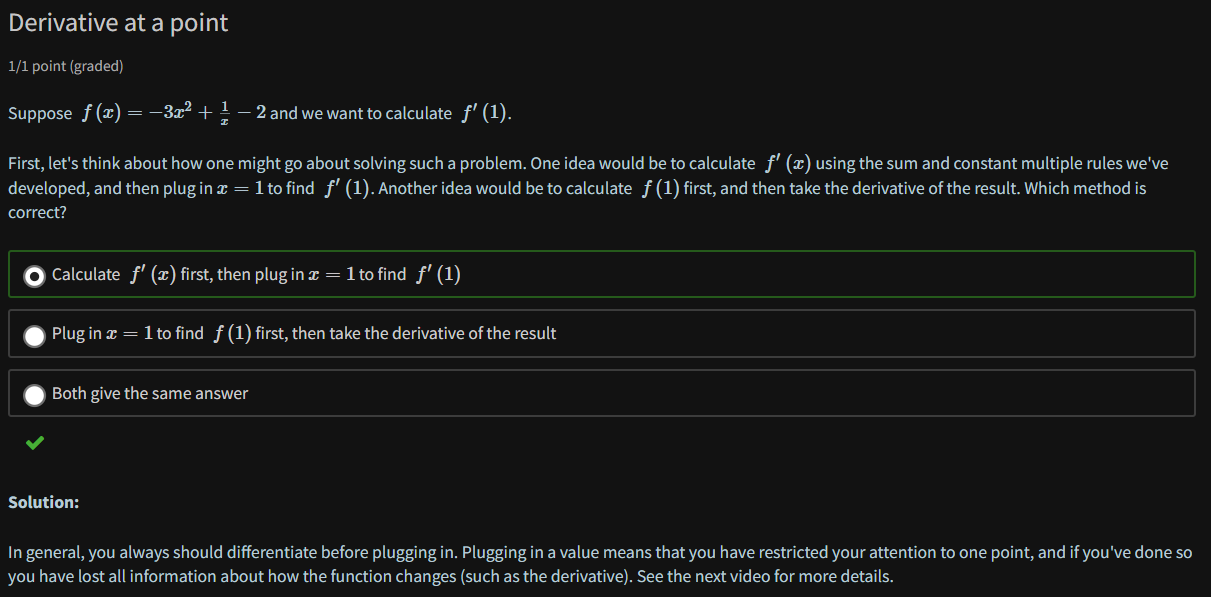 Derivative at a point
1/1 point (graded)
Suppose f (x) = −3x² + 1/x − 2 and we want to calculate f′ (1).
First, let's think about how one might go about solving such a problem. One idea would be to calculate f′ (x) using the sum and constant multiple rules we've
developed, and then plug in x = 1 to find f′ (1). Another idea would be to calculate f (1) first, and then take the derivative of the result. Which method is
correct?
Calculate f′ (x) first, then plug in x = 1 to find f′ (1)
Plug in x = 1 to find f (1) first, then take the derivative of the result
Both give the same answer
Solution:
In general, you always should differentiate before plugging in. Plugging in a value means that you have restricted your attention to one point, and if you've done so
you have lost all information about how the function changes (such as the derivative). See the next video for more details.